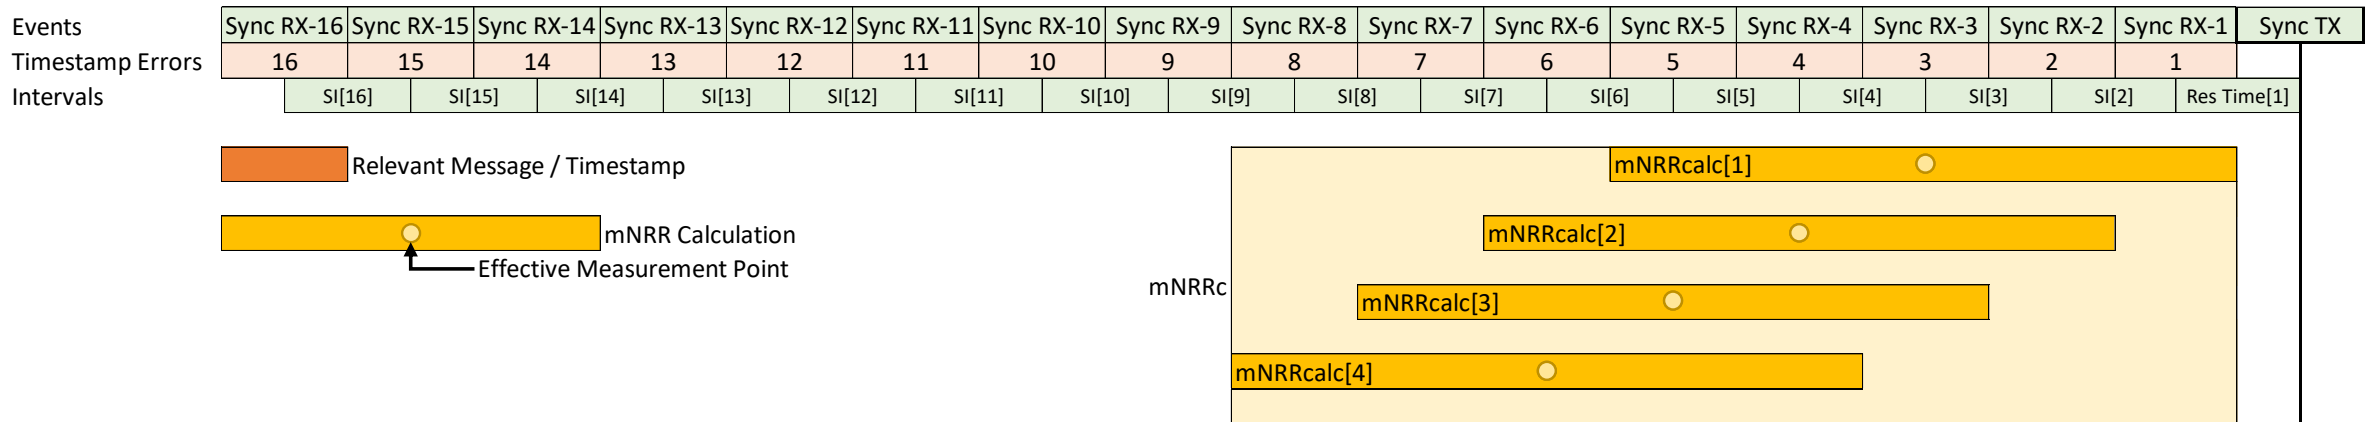 Events Sync RX-16 Sync RX-15 Sync RX-14 Sync RX-13 Sync RX-12 Sync RX-11 Sync RX-10 Sync RX-9 Sync RX-8 Sync RX-7 Sync RX-6 Sync RX-5 Sync RX-4 Sync RX-3 Sync RX-2 Sync RX-1 Sync TX
Timestamp Errors 16 15 14 13 12 11 10 9 8 7 6 5 4 3 2 1
Intervals SI[16] SI[15] SI[14] SI[13] SI[12] SI[11] SI[10] SI[9] SI[8] SI[7] SI[6] SI[5] SI[4] SI[3] SI[2] Res Time[1]
Relevant Message / Timestamp
mNRRcalc[1]
mNRR Calculation
mNRRcalc[2]
Effective Measurement Point
mNRRc
mNRRcalc[3]
mNRRcalc[4]